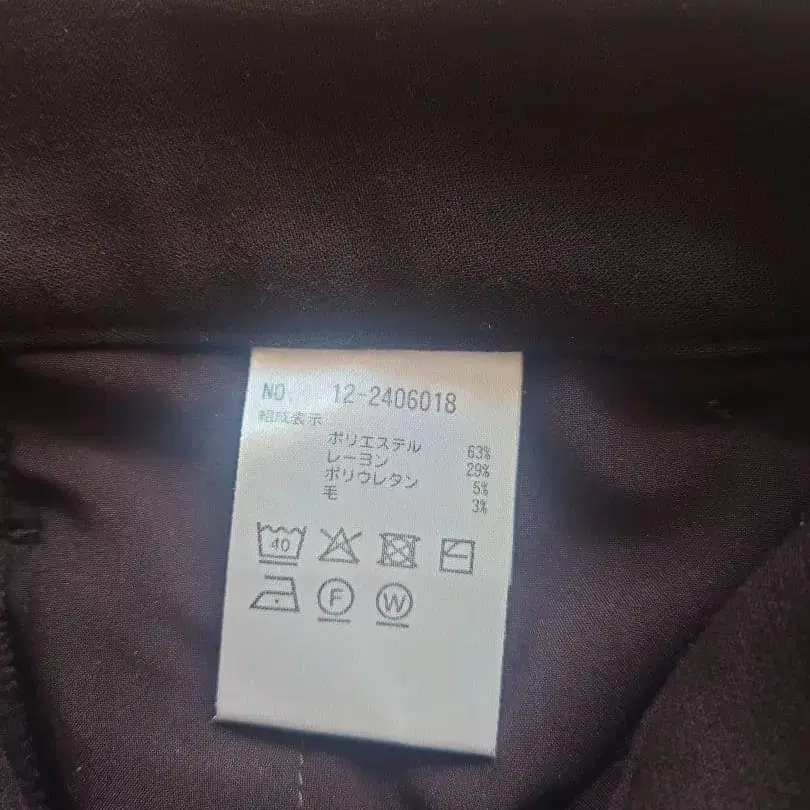 NO. 12-2406018
組成表示
ポリエステル 63%
レーヨン 29%
ポリウレタン 5%
毛 3%
40
F W